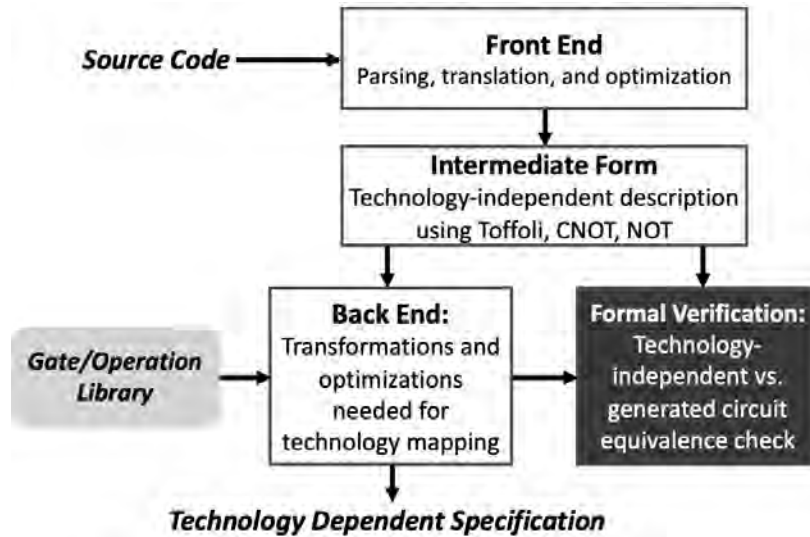 Source Code
Front End
Parsing, translation, and optimization
Intermediate Form
Technology-independent description
using Toffoli, CNOT, NOT
Gate/Operation
Library
Back End:
Transformations and
optimizations
needed for
technology mapping
Formal Verification:
Technology-
independent vs.
generated circuit
equivalence check
Technology Dependent Specification